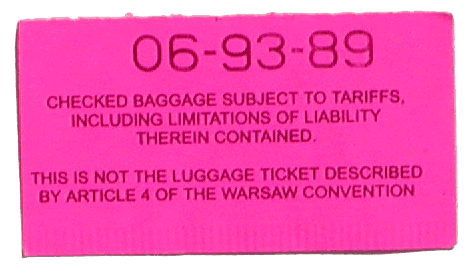 06-93-89
CHECKED BAGGAGE SUBJECT TO TARIFFS,
INCLUDING LIMITATIONS OF LIABILITY
THEREIN CONTAINED.
THIS IS NOT THE LUGGAGE TICKET DESCRIBED
BY ARTICLE 4 OF THE WARSAW CONVENTION